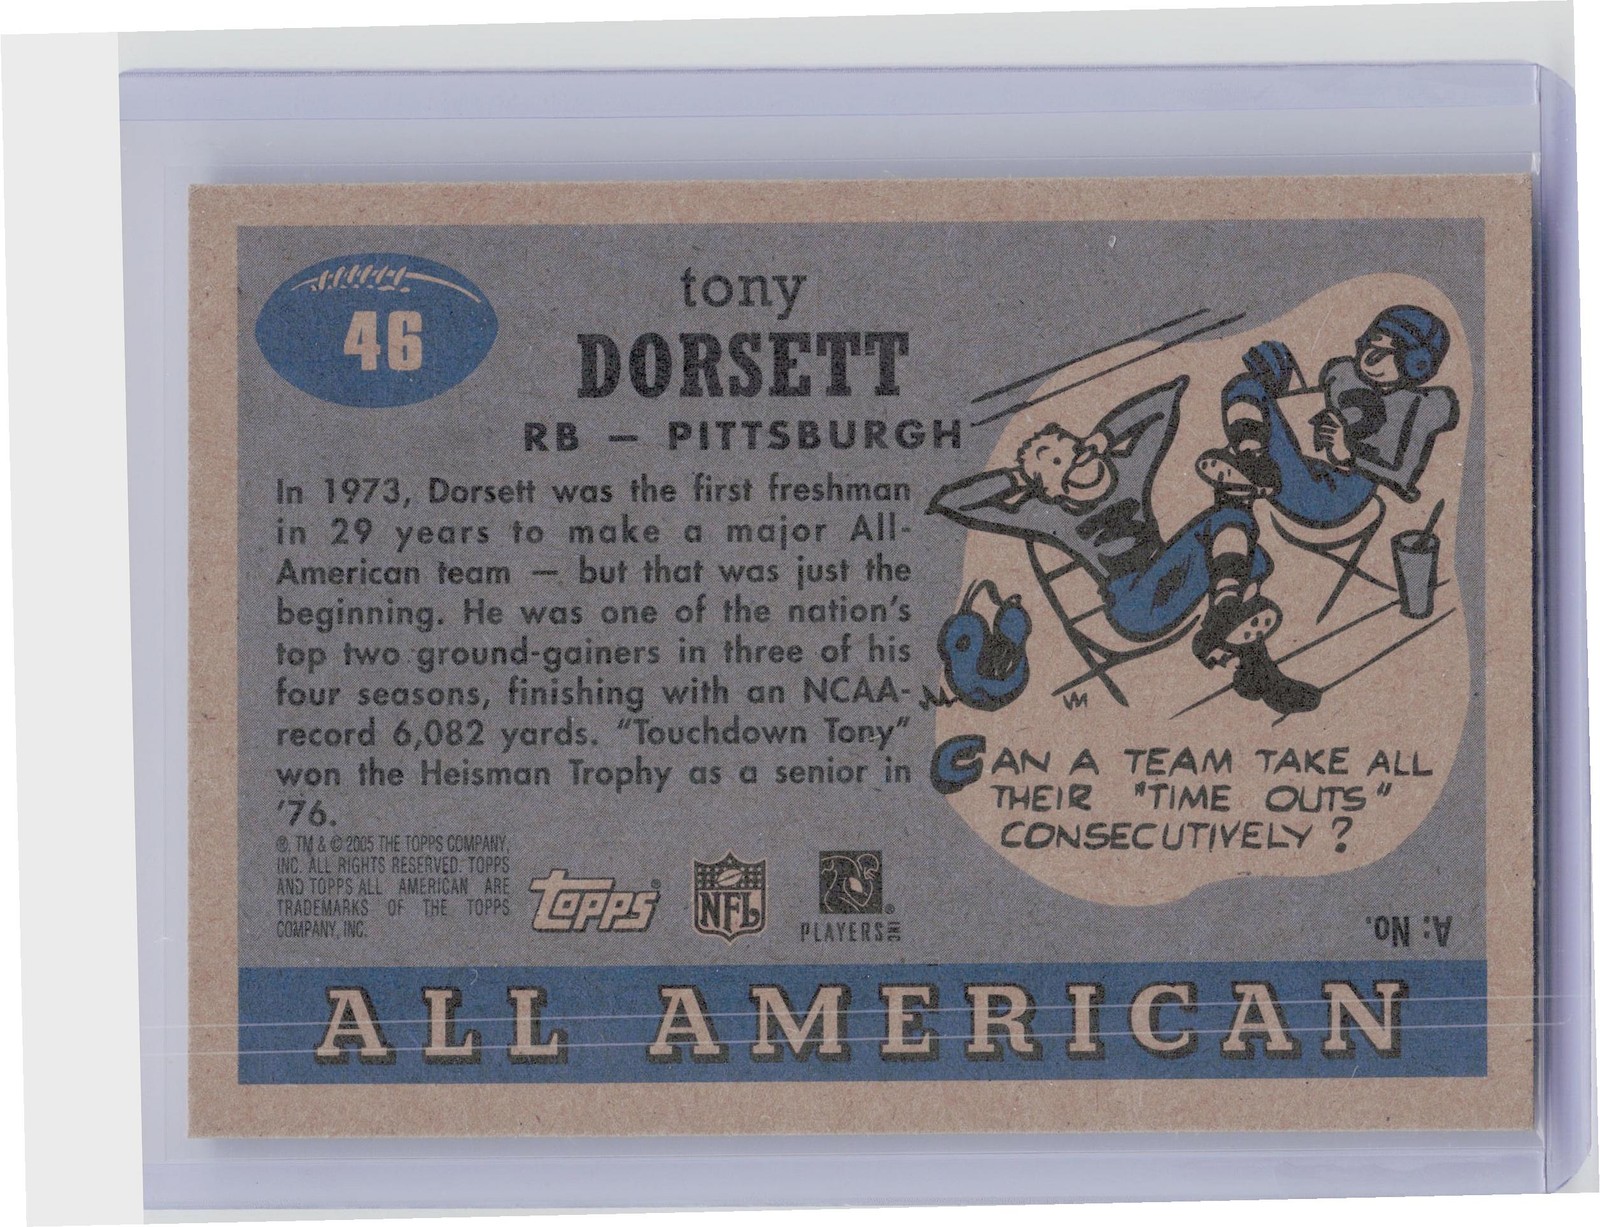 46
tony
DORSETT
RB – PITTSBURGH
In 1973, Dorsett was the first freshman
in 29 years to make a major All-
American team — but that was just the
beginning. He was one of the nation's
top two ground-gainers in three of his
four seasons, finishing with an NCAA-
record 6,082 yards. "Touchdown Tony"
won the Heisman Trophy as a senior in
'76.
®, TM & © 2005 THE TOPPS COMPANY,
INC. ALL RIGHTS RESERVED. TOPPS
AND TOPPS ALL AMERICAN ARE
TRADEMARKS OF THE TOPPS
COMPANY, INC.
topps®
NFL
PLAYERS INC
CAN A TEAM TAKE ALL
THEIR "TIME OUTS"
CONSECUTIVELY?
A: No.
ALL AMERICAN